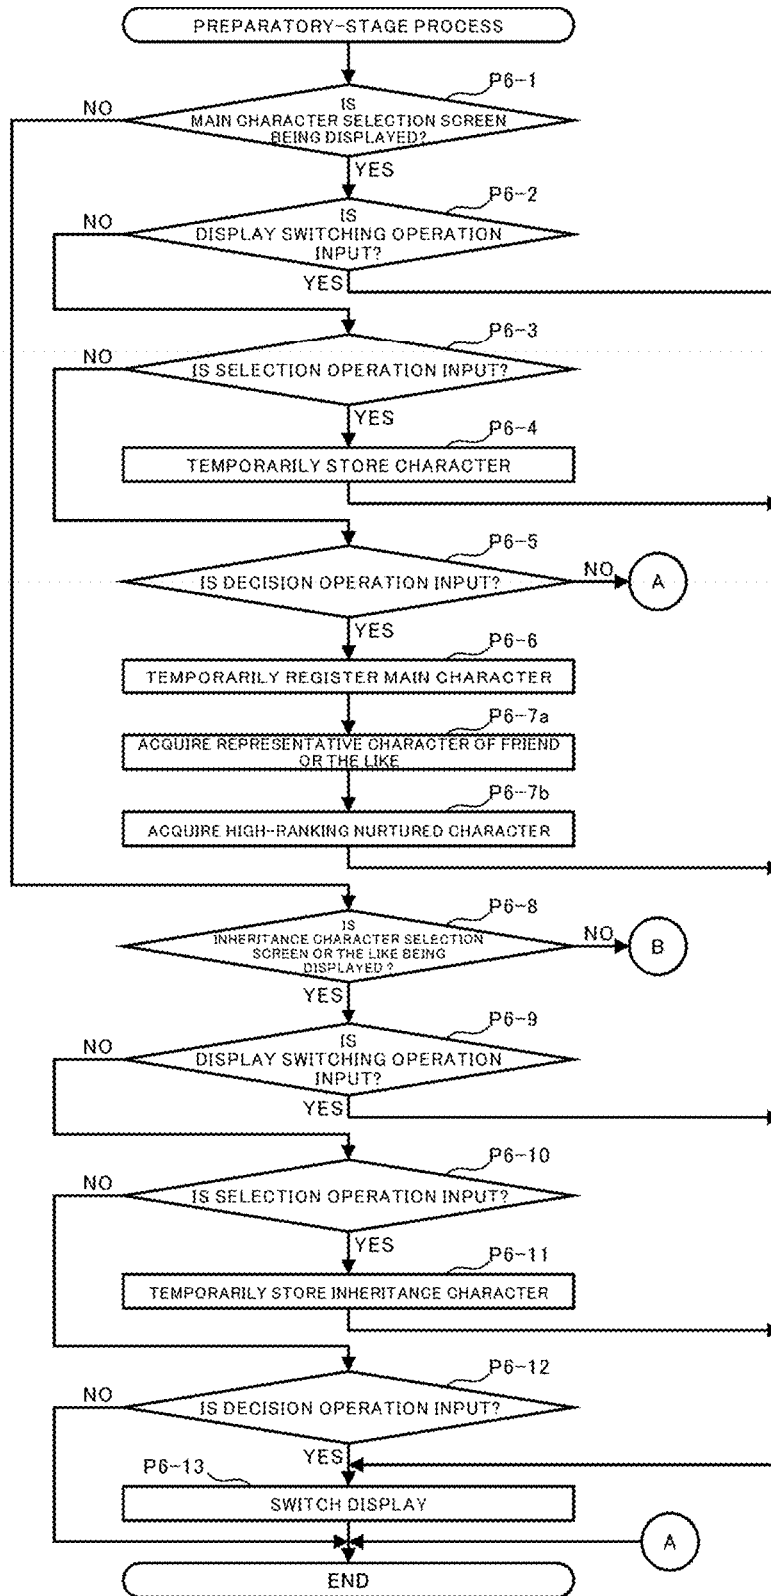 PREPARATORY-STAGE PROCESS
P6-1
NO
IS
MAIN CHARACTER SELECTION SCREEN
BEING DISPLAYED?
YES
P6-2
NO
IS
DISPLAY SWITCHING OPERATION
INPUT?
YES
P6-3
NO
IS SELECTION OPERATION INPUT?
YES
P6-4
TEMPORARILY STORE CHARACTER
P6-5
IS DECISION OPERATION INPUT?
NO
A
YES
P6-6
TEMPORARILY REGISTER MAIN CHARACTER
P6-7a
ACQUIRE REPRESENTATIVE CHARACTER OF FRIEND
OR THE LIKE
P6-7b
ACQUIRE HIGH-RANKING NURTURED CHARACTER
P6-8
IS
INHERITANCE CHARACTER SELECTION
SCREEN OR THE LIKE BEING
DISPLAYED?
NO
B
YES
P6-9
NO
IS
DISPLAY SWITCHING OPERATION
INPUT?
YES
P6-10
NO
IS SELECTION OPERATION INPUT?
YES
P6-11
TEMPORARILY STORE INHERITANCE CHARACTER
P6-12
NO
IS DECISION OPERATION INPUT?
YES
P6-13
SWITCH DISPLAY
A
END